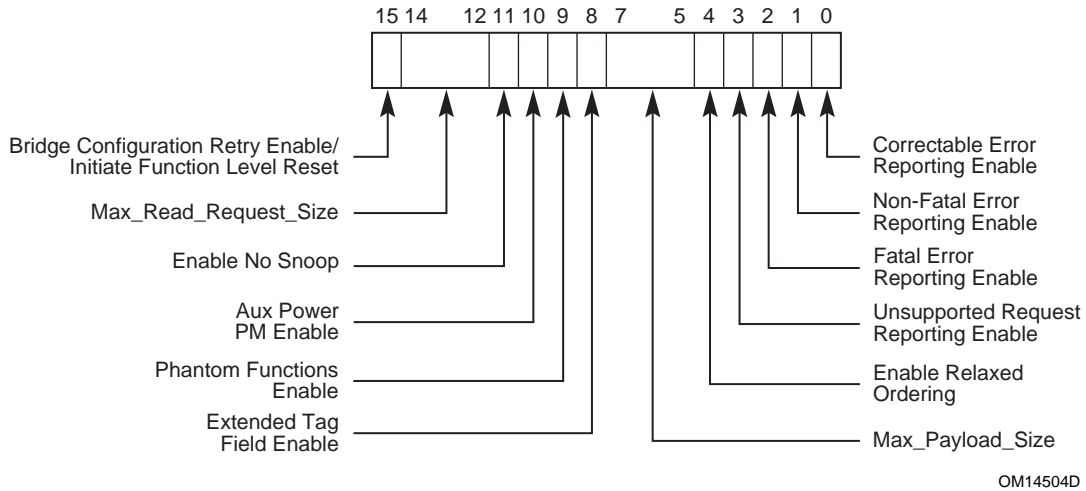 15 14 12 11 10 9 8 7 5 4 3 2 1 0
Bridge Configuration Retry Enable/
Initiate Function Level Reset
Max_Read_Request_Size
Enable No Snoop
Aux Power
PM Enable
Phantom Functions
Enable
Extended Tag
Field Enable
Correctable Error
Reporting Enable
Non-Fatal Error
Reporting Enable
Fatal Error
Reporting Enable
Unsupported Request
Reporting Enable
Enable Relaxed
Ordering
Max_Payload_Size
OM14504D